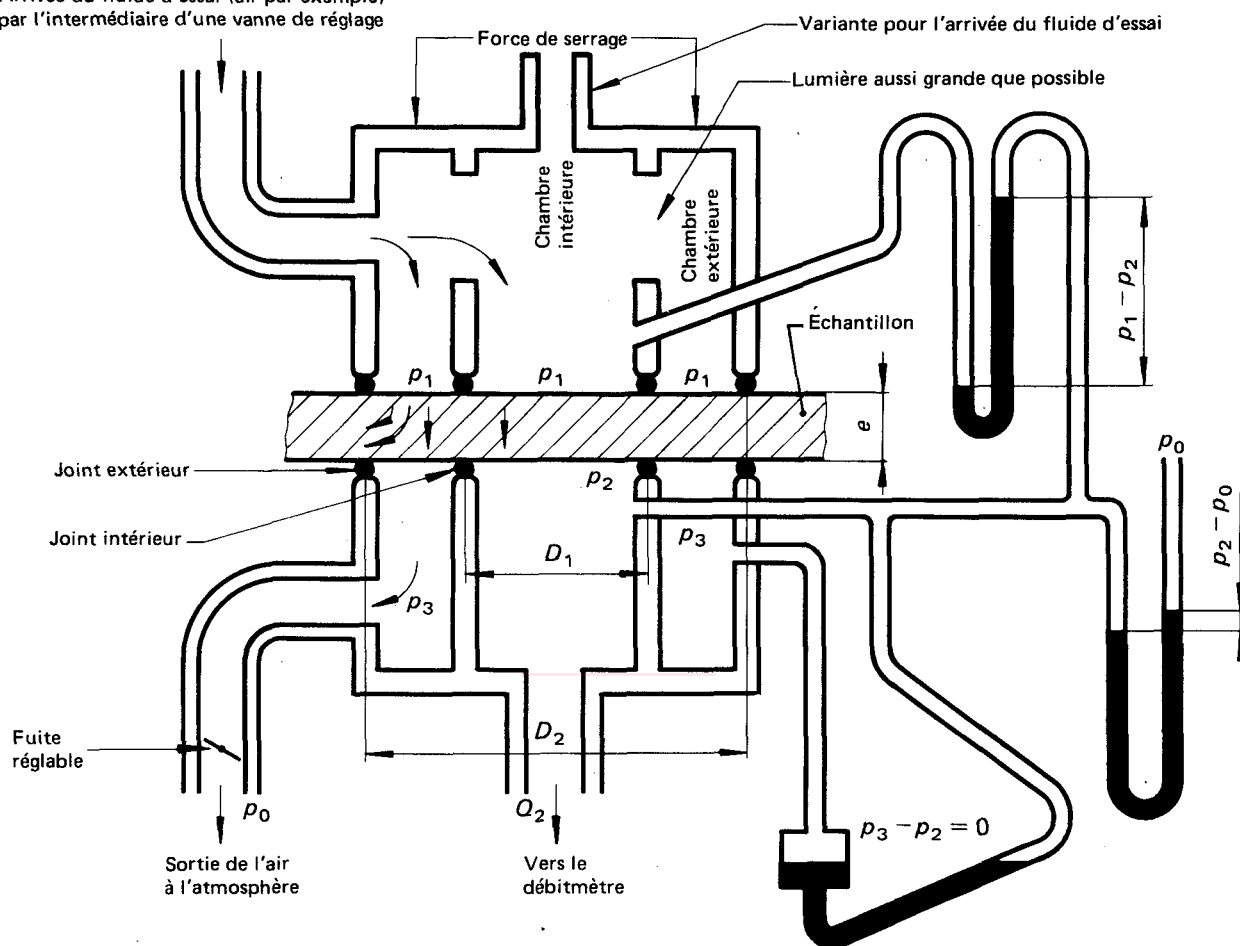 par l'intermédiaire d'une vanne de réglage
Force de serrage
Variante pour l'arrivée du fluide d'essai
Lumière aussi grande que possible
Chambre
intérieure
Chambre
extérieure
p1 − p2
Échantillon
p1
p1
p1
e
p0
Joint extérieur
p2
p2 − p0
Joint intérieur
p3
D1
p3
Fuite
réglable
D2
p0
Q2
p3 − p2 = 0
Sortie de l'air
à l'atmosphère
Vers le
débitmètre